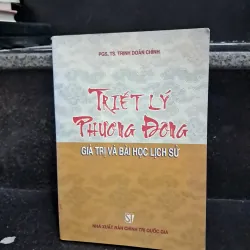 PGS, TS. TRỊNH DOÃN CHÍNH
TRIẾT LÝ
PHƯƠNG ĐÔNG
GIÁ TRỊ VÀ BÀI HỌC LỊCH SỬ
NHÀ XUẤT BẢN CHÍNH TRỊ QUỐC GIA